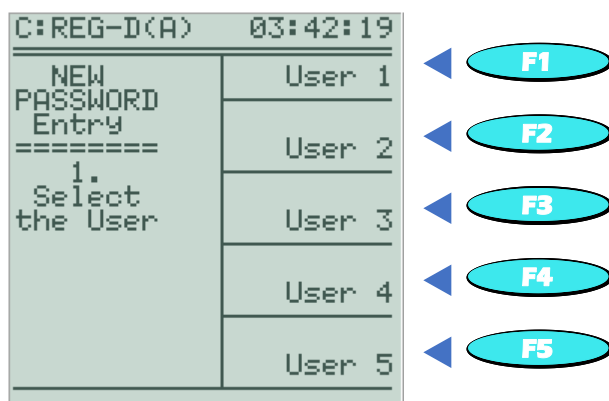 C:REG-D(A) 03:42:19
NEW
PASSWORD
Entry
========
1.
Select
the User
User 1
User 2
User 3
User 4
User 5
F1
F2
F3
F4
F5